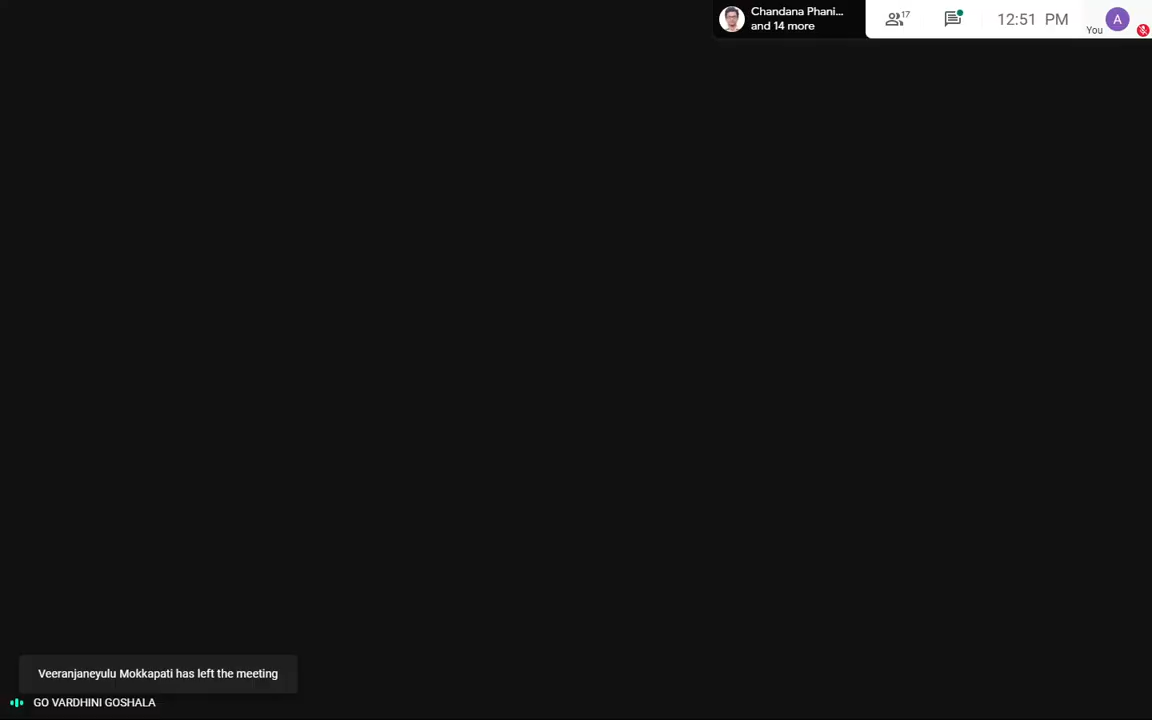 Chandana Phani...
and 14 more
17
12:51 PM
You
A
Veeranjaneyulu Mokkapati has left the meeting
GO VARDHINI GOSHALA